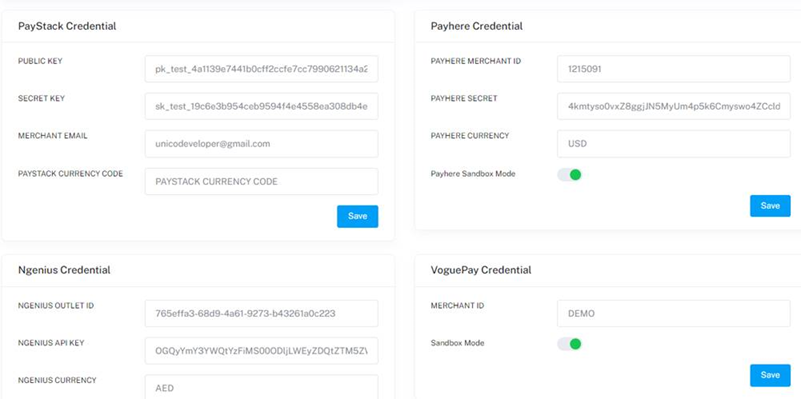 PayStack Credential
PUBLIC KEY
pk_test_4a1139e7441b0cff2ccfe7cc7990621134a2
SECRET KEY
sk_test_19c6e3b954ceb9594f4e4558ea308db4e
MERCHANT EMAIL
unicodeveloper@gmail.com
PAYSTACK CURRENCY CODE
PAYSTACK CURRENCY CODE
Save
Payhere Credential
PAYHERE MERCHANT ID
1215091
PAYHERE SECRET
4kmtyso0vxZ8ggjJN5MyUm4p5k6Cmyswo4ZCcld
PAYHERE CURRENCY
USD
Payhere Sandbox Mode
Save
Ngenius Credential
NGENIUS OUTLET ID
765effa3-68d9-4a61-9273-b43261a0c223
NGENIUS API KEY
OGQyYmY3YWQtYzFiMS00ODljLWEyZDQtZTM5ZV
NGENIUS CURRENCY
AED
VoguePay Credential
MERCHANT ID
DEMO
Sandbox Mode
Save